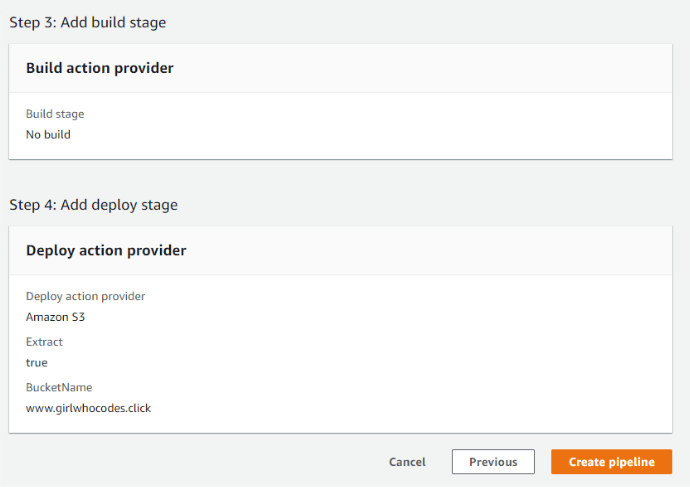 Step 3: Add build stage
Build action provider
Build stage
No build
Step 4: Add deploy stage
Deploy action provider
Deploy action provider
Amazon S3
Extract
true
BucketName
www.girlwhocodes.click
Cancel Previous Create pipeline